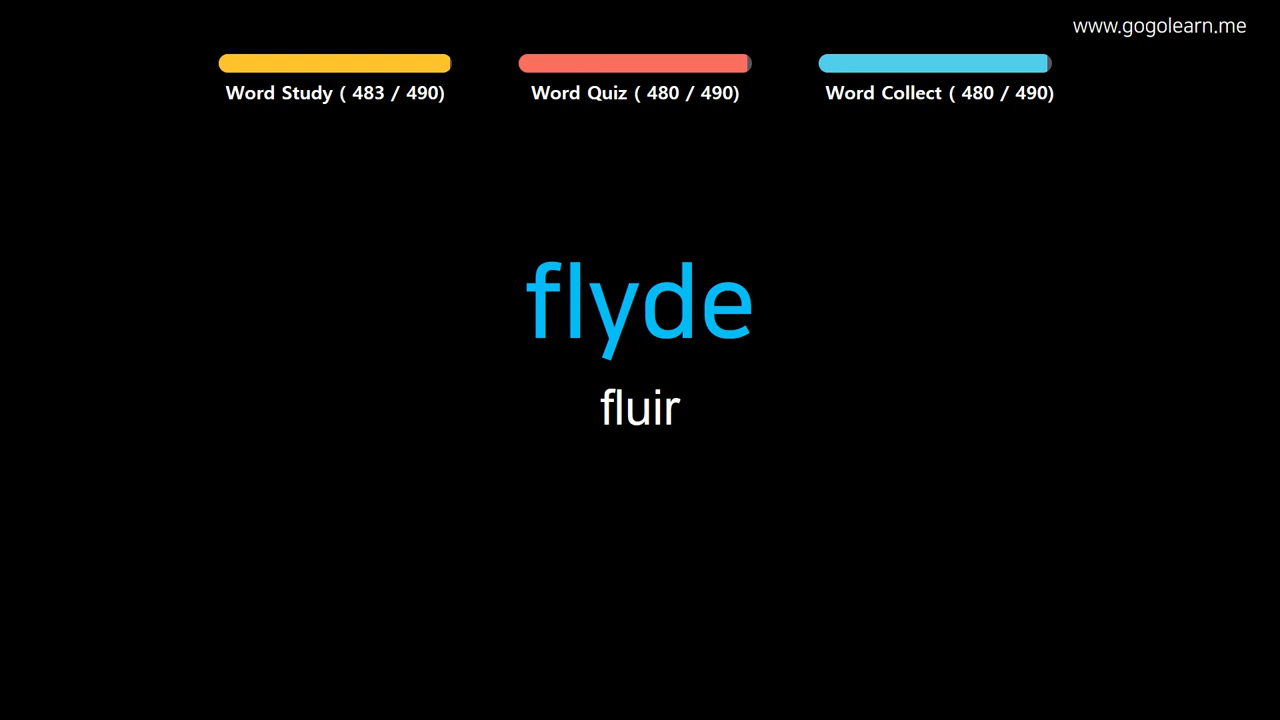 www.gogolearn.me
Word Study ( 483 / 490)
Word Quiz ( 480 / 490)
Word Collect ( 480 / 490)
flyde
fluir